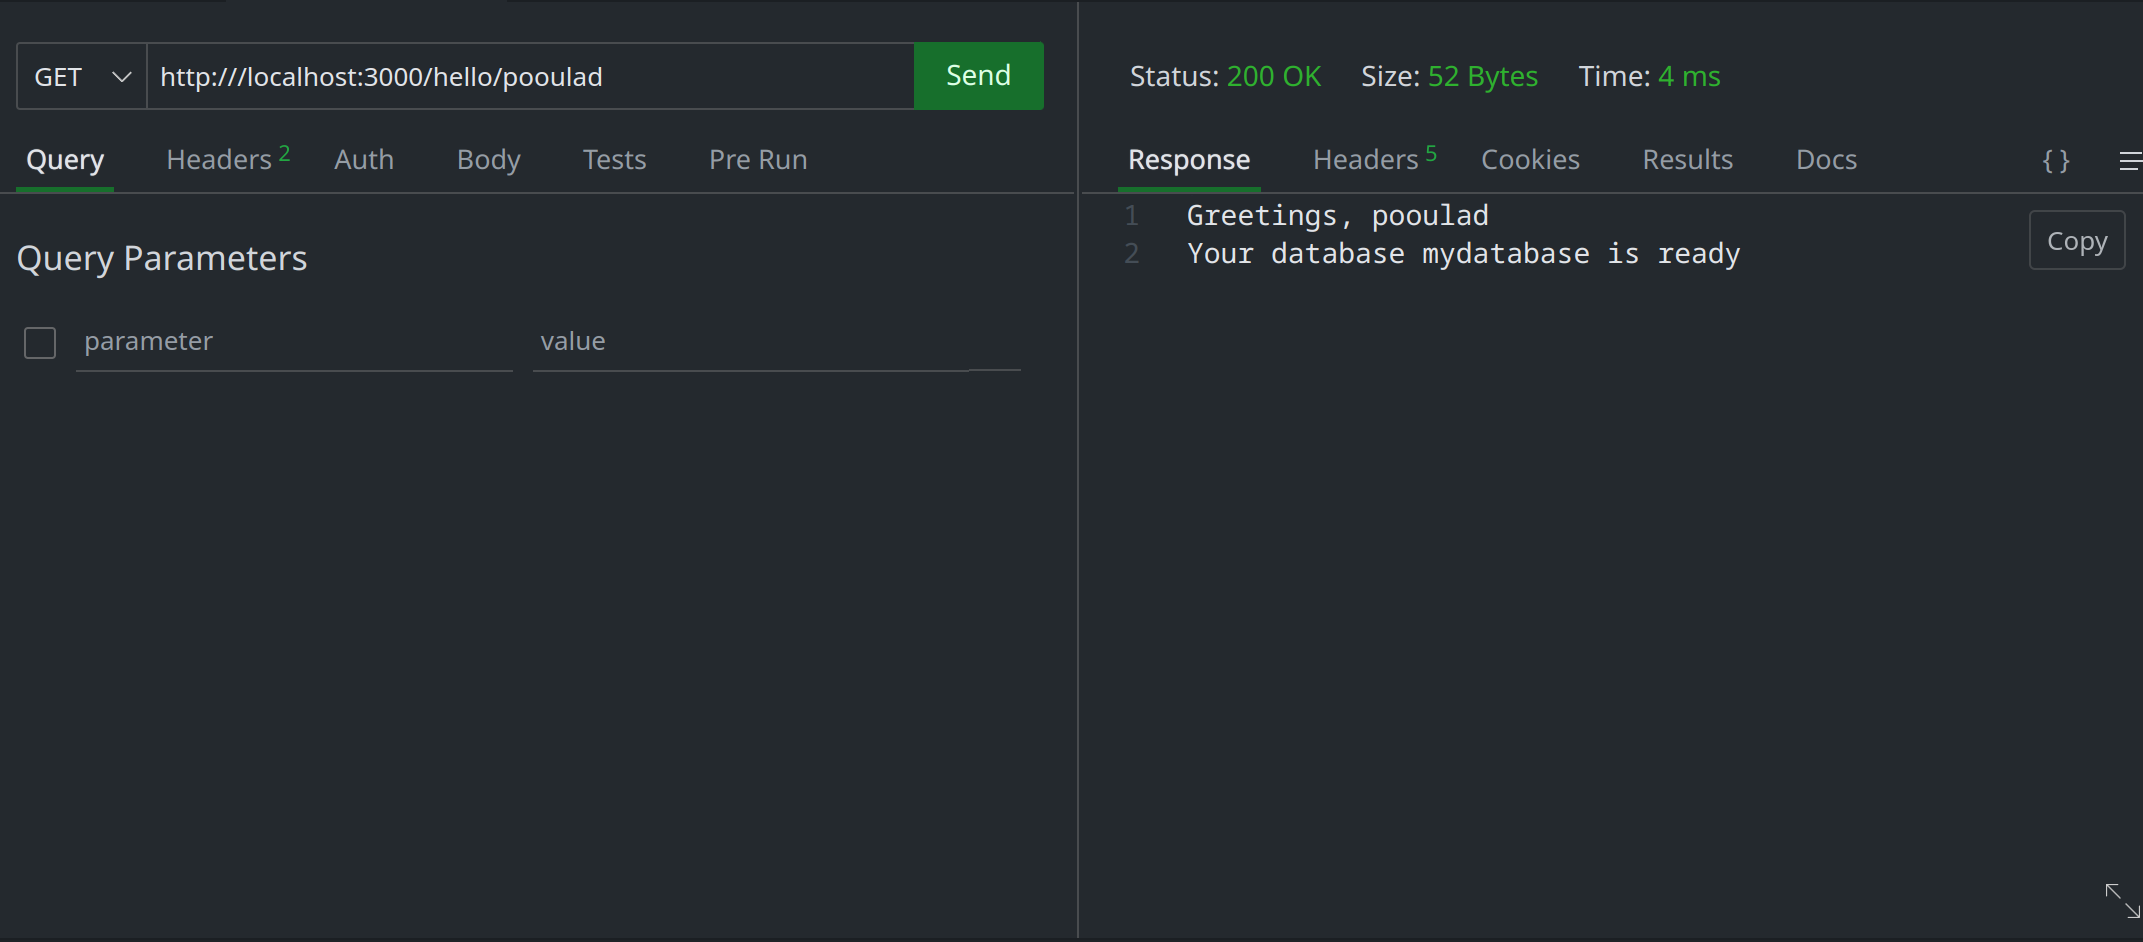 GET http:///localhost:3000/hello/pooulad Send
Query Headers 2 Auth Body Tests Pre Run
Query Parameters
parameter value
Status: 200 OK Size: 52 Bytes Time: 4 ms
Response Headers 5 Cookies Results Docs {}
1 Greetings, pooulad
2 Your database mydatabase is ready
Copy